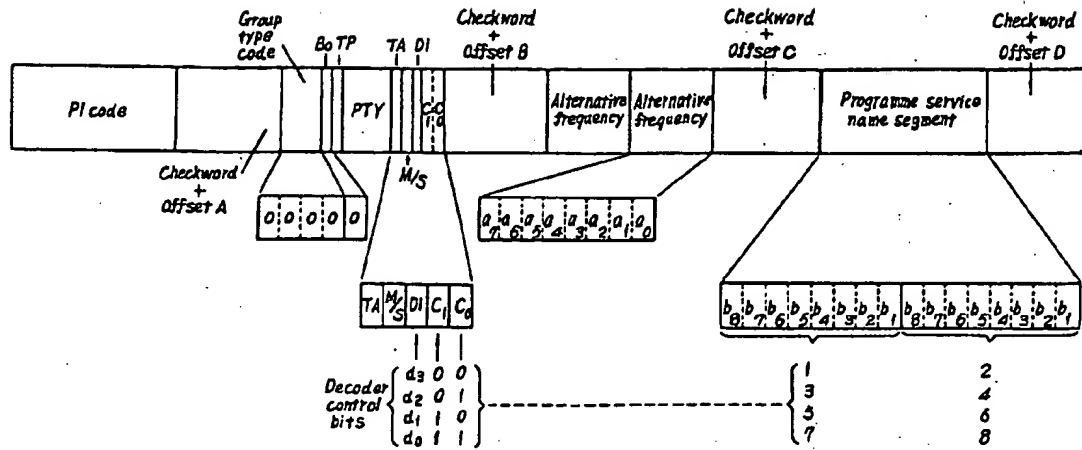 Group
type
code
Bo TP
TA DI
Checkword
+
Offset B
Checkword
+
Offset C
Checkword
+
Offset D
PI code
PTY
C1 C0
Alternative
frequency
Alternative
frequency
Programme service
name segment
Checkword
+
Offset A
M/S
0 0 0 0 0
a7 a6 a5 a4 a3 a2 a1 a0
TA M/S DI C1 C0
b8 b7 b6 b5 b4 b3 b2 b1 b8 b7 b6 b5 b4 b3 b2 b1
Decoder
control
bits
d3 0 0
d2 0 1
d1 1 0
d0 1 1
1 2
3 4
5 6
7 8